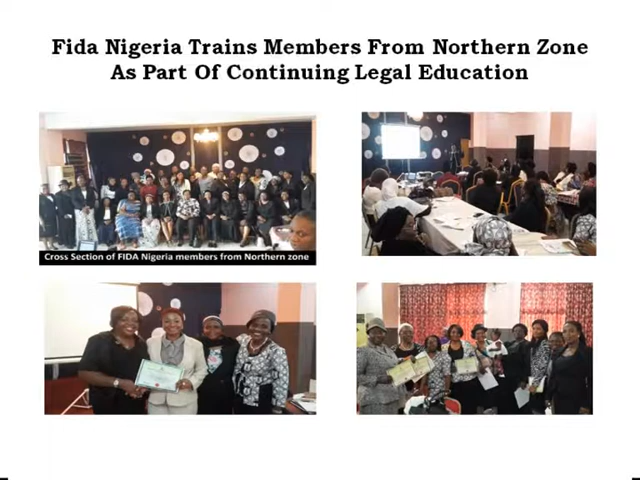 Fida Nigeria Trains Members From Northern Zone
As Part Of Continuing Legal Education
Cross Section of FIDA Nigeria members from Northern zone